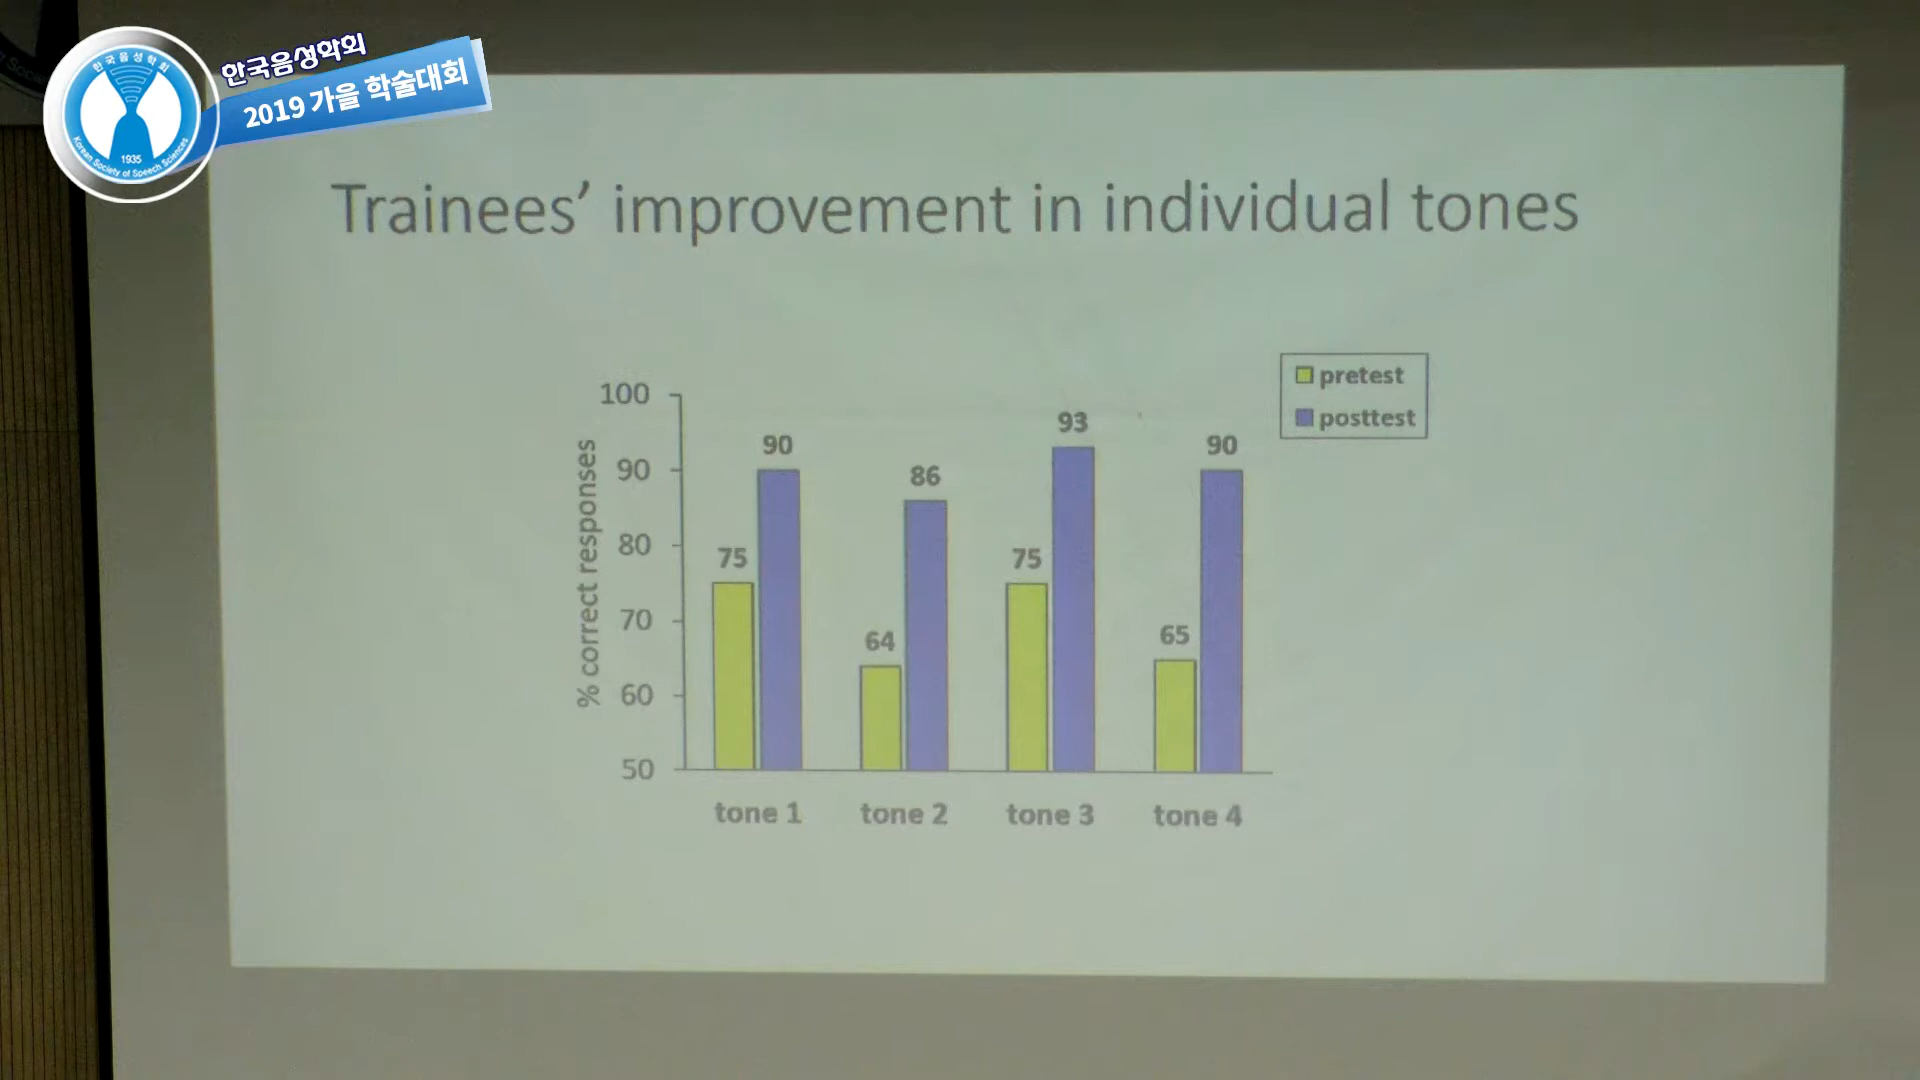 한국음성학회
2019 가을 학술대회
한국음성학회
1935
Korean Society of Speech Sciences
Trainees’ improvement in individual tones
pretest
posttest
% correct responses
100
90
80
70
60
50
75
90
64
86
75
93
65
90
tone 1
tone 2
tone 3
tone 4